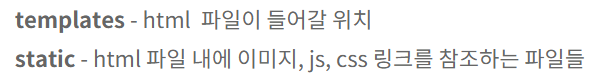 templates - html 파일이 들어갈 위치
static - html 파일 내에 이미지, js, css 링크를 참조하는 파일들